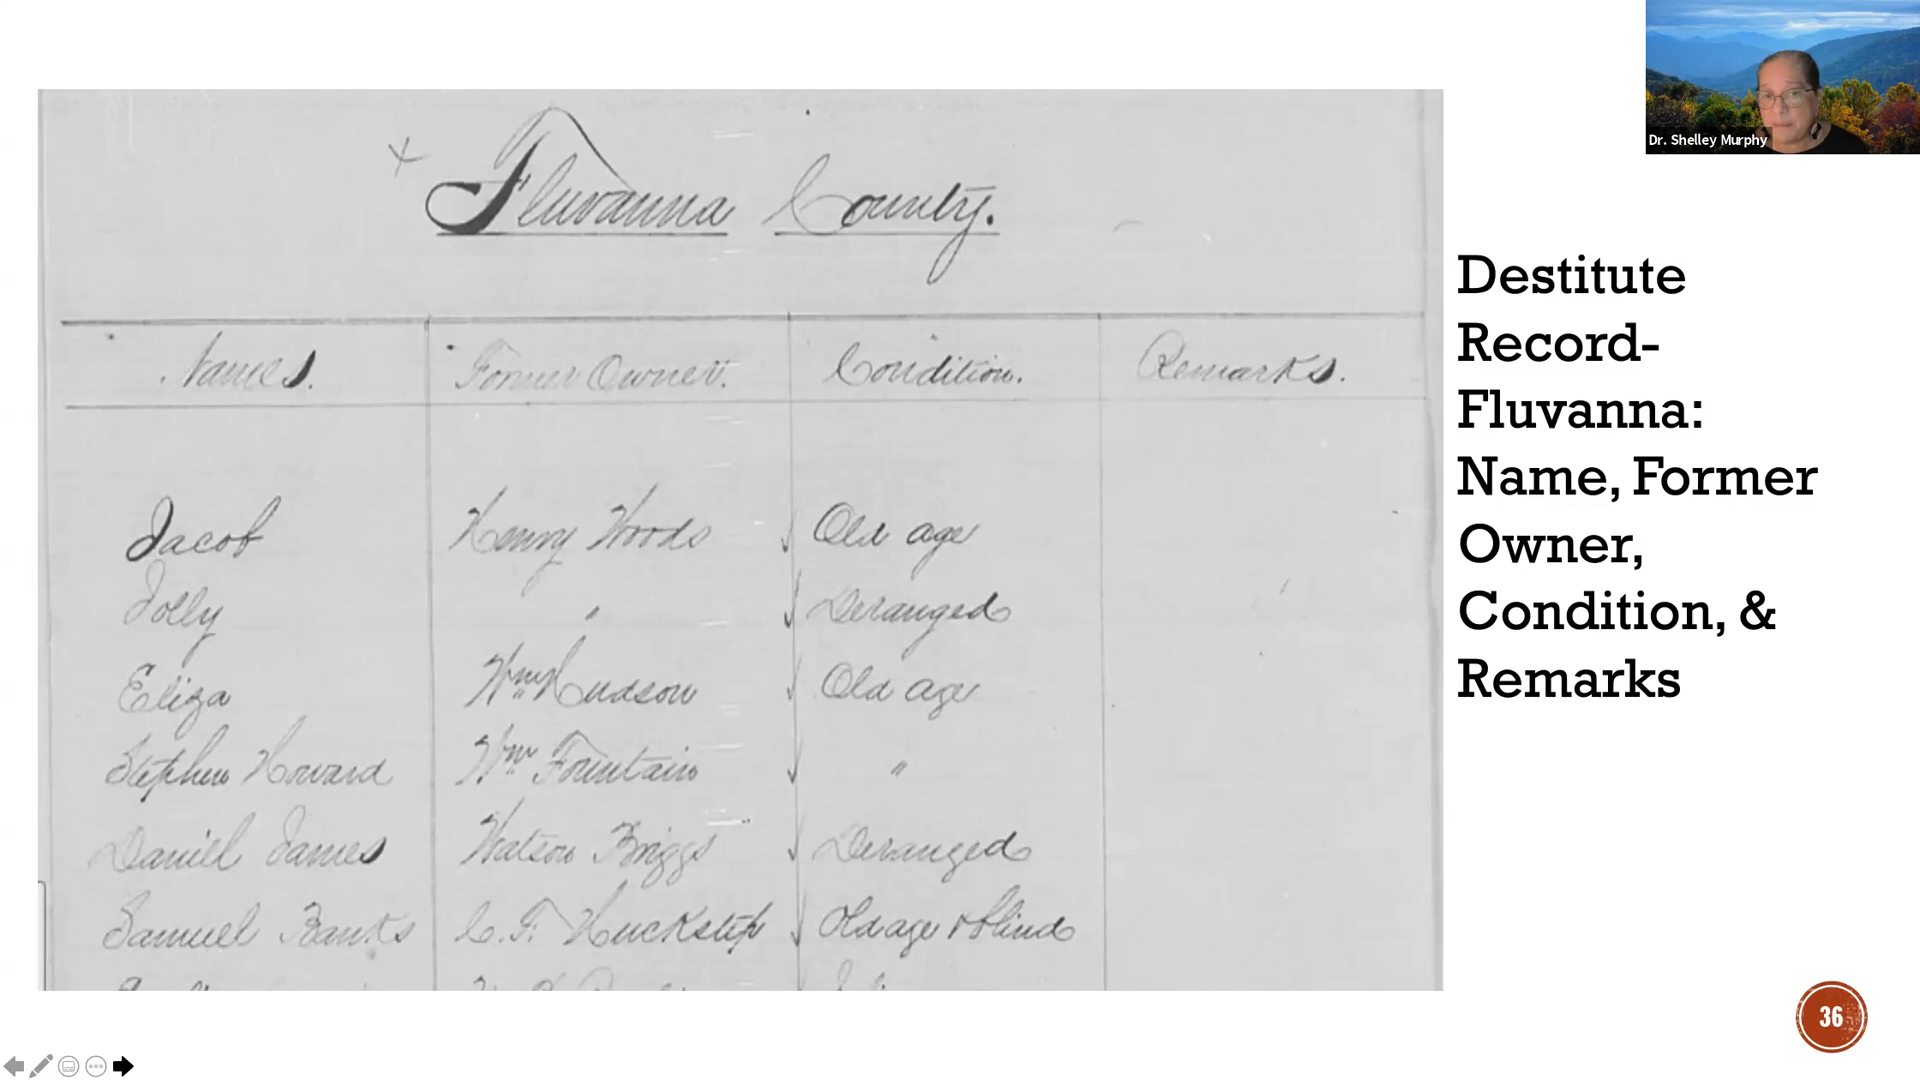 Dr. Shelley Murphy
Fluvanna County.
Names. Former Owner. Condition. Remarks.
Jacob Henry Woods Old age
Jolly " Deranged
Eliza Wm Hudson Old age
Stephen Howard Wm Fountain "
Daniel James Watson Briggs Deranged
Samuel Banks C. F. Huckstep Old age & blind
Destitute
Record-
Fluvanna:
Name, Former
Owner,
Condition, &
Remarks
36